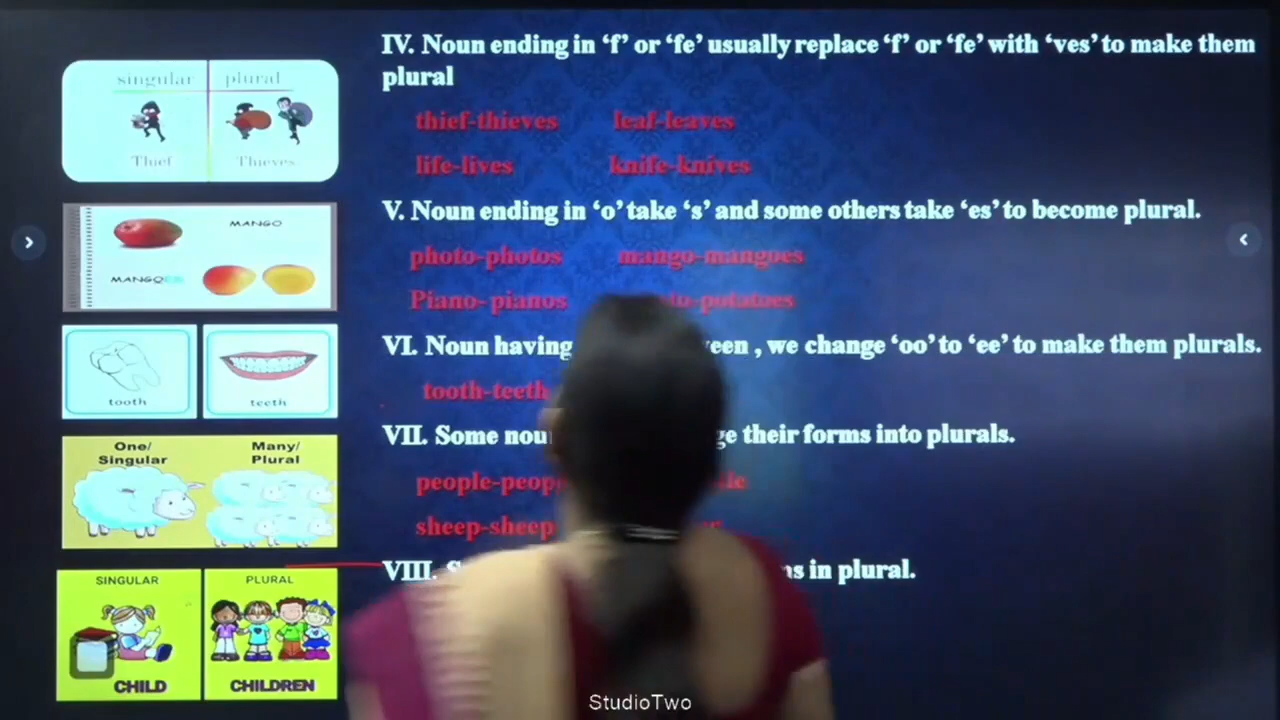 singular plural
Thief Thieves
MANGO
MANGOES
tooth teeth
One/ Many/
Singular Plural
SINGULAR PLURAL
CHILD CHILDREN
IV. Noun ending in ‘f’ or ‘fe’ usually replace ‘f’ or ‘fe’ with ‘ves’ to make them
plural
thief-thieves leaf-leaves
life-lives knife-knives
V. Noun ending in ‘o’ take ‘s’ and some others take ‘es’ to become plural.
photo-photos mango-mangoes
Piano-pianos -potatoes
VI. Noun having , we change ‘oo’ to ‘ee’ to make them plurals.
tooth-teeth
VII. Some their forms into plurals.
people-
sheep-sheep
VIII. in plural.
StudioTwo